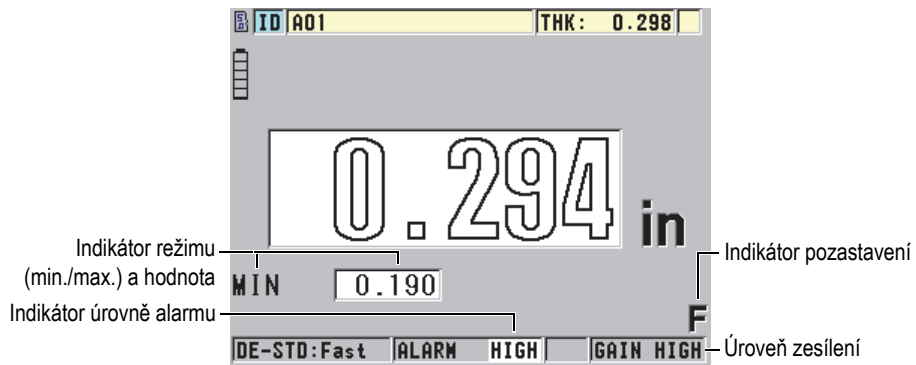 ID A01 THK: 0.298
0.294 in
Indikátor režimu
(min./max.) a hodnota
MIN 0.190
Indikátor pozastavení
F
Indikátor úrovně alarmu
DE-STD:Fast ALARM HIGH GAIN HIGH
Úroveň zesílení